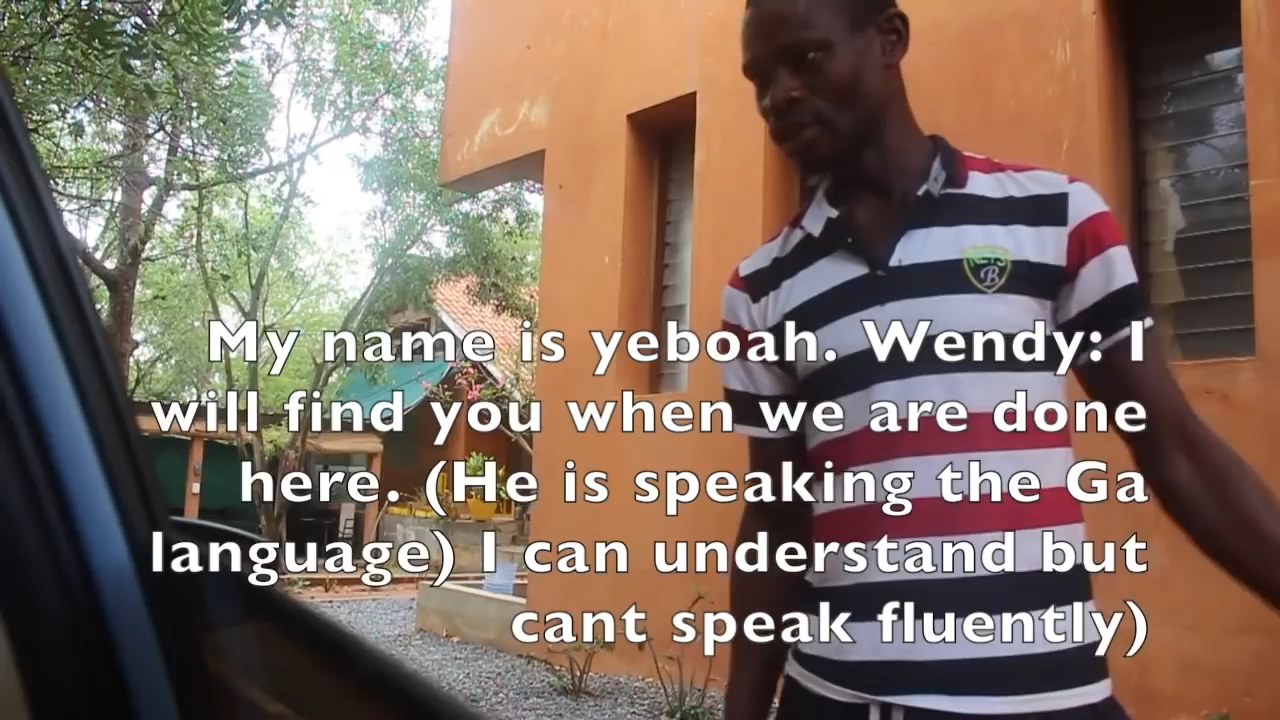 My name is yeboah. Wendy: I
will find you when we are done
here. (He is speaking the Ga
language) I can understand but
cant speak fluently)
B